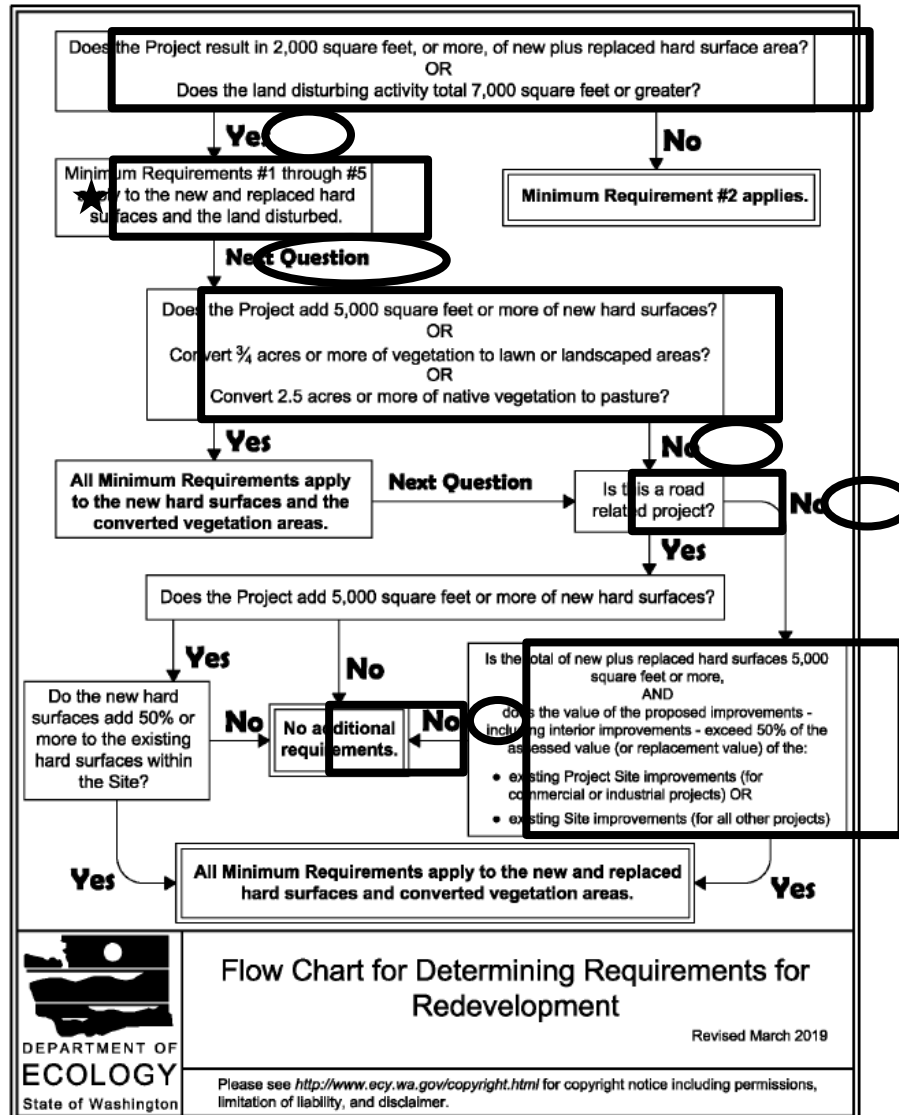 Does the Project result in 2,000 square feet, or more, of new plus replaced hard surface area?
OR
Does the land disturbing activity total 7,000 square feet or greater?
Yes
No
Minimum Requirements #1 through #5
apply to the new and replaced hard
surfaces and the land disturbed.
Minimum Requirement #2 applies.
Next Question
Does the Project add 5,000 square feet or more of new hard surfaces?
OR
Convert ¾ acres or more of vegetation to lawn or landscaped areas?
OR
Convert 2.5 acres or more of native vegetation to pasture?
Yes
No
All Minimum Requirements apply
to the new hard surfaces and the
converted vegetation areas.
Next Question
Is this a road
related project?
No
Yes
Does the Project add 5,000 square feet or more of new hard surfaces?
Yes
No
Is the total of new plus replaced hard surfaces 5,000
square feet or more,
AND
does the value of the proposed improvements -
including interior improvements - exceed 50% of the
assessed value (or replacement value) of the:
• existing Project Site improvements (for
commercial or industrial projects) OR
• existing Site improvements (for all other projects)
Do the new hard
surfaces add 50% or
more to the existing
hard surfaces within
the Site?
No
No additional
requirements.
No
Yes
All Minimum Requirements apply to the new and replaced
hard surfaces and converted vegetation areas.
Yes
DEPARTMENT OF
ECOLOGY
State of Washington
Flow Chart for Determining Requirements for
Redevelopment
Revised March 2019
Please see http://www.ecy.wa.gov/copyright.html for copyright notice including permissions,
limitation of liability, and disclaimer.